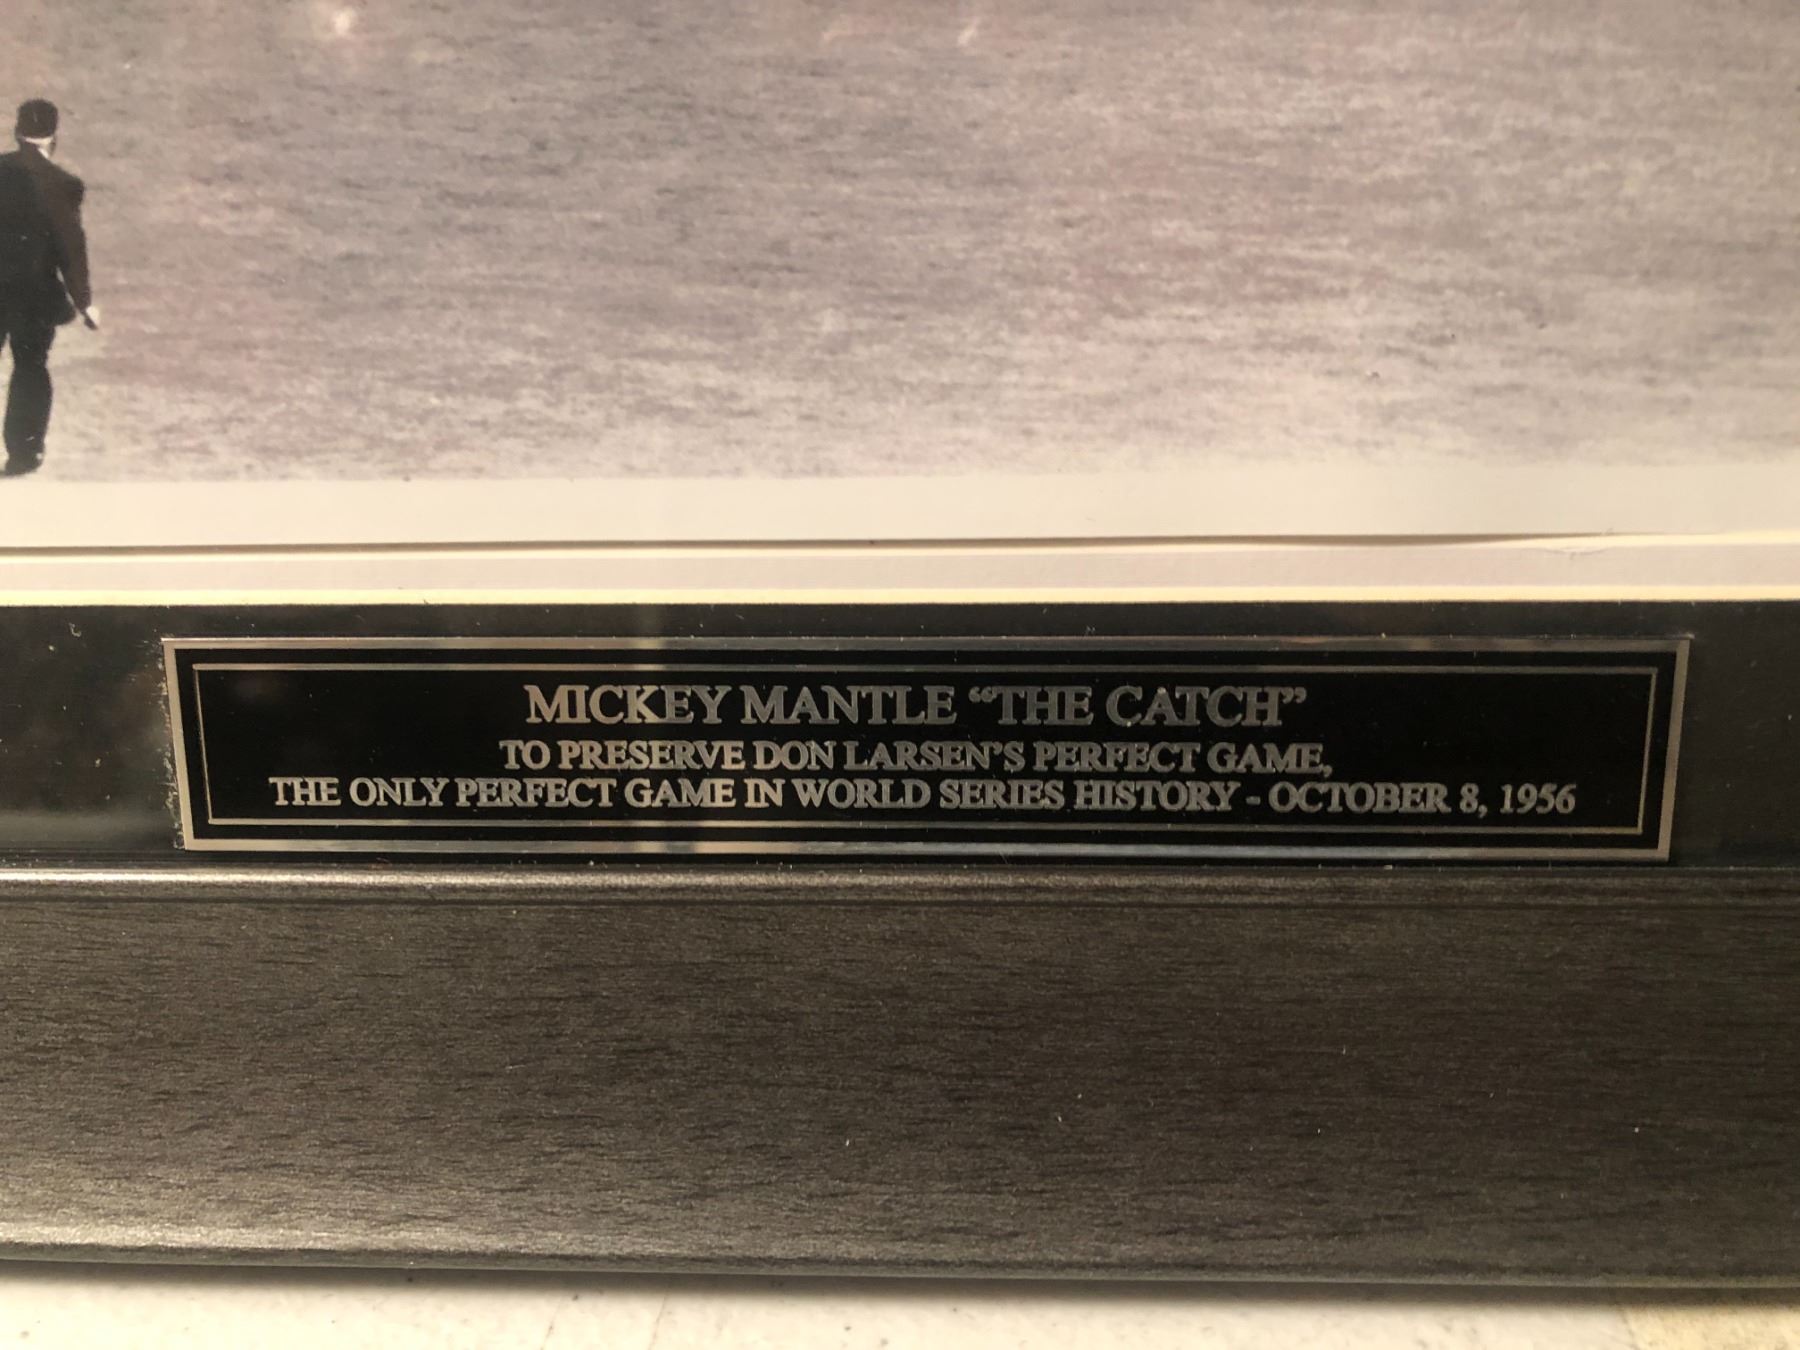 MICKEY MANTLE “THE CATCH”
TO PRESERVE DON LARSEN’S PERFECT GAME,
THE ONLY PERFECT GAME IN WORLD SERIES HISTORY - OCTOBER 8, 1956